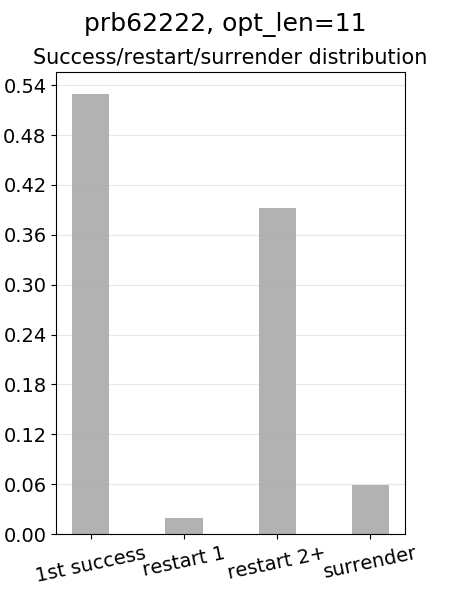 prb62222, opt_len=11
Success/restart/surrender distribution
0.54
0.48
0.42
0.36
0.30
0.24
0.18
0.12
0.06
0.00
1st success
restart 1
restart 2+
surrender